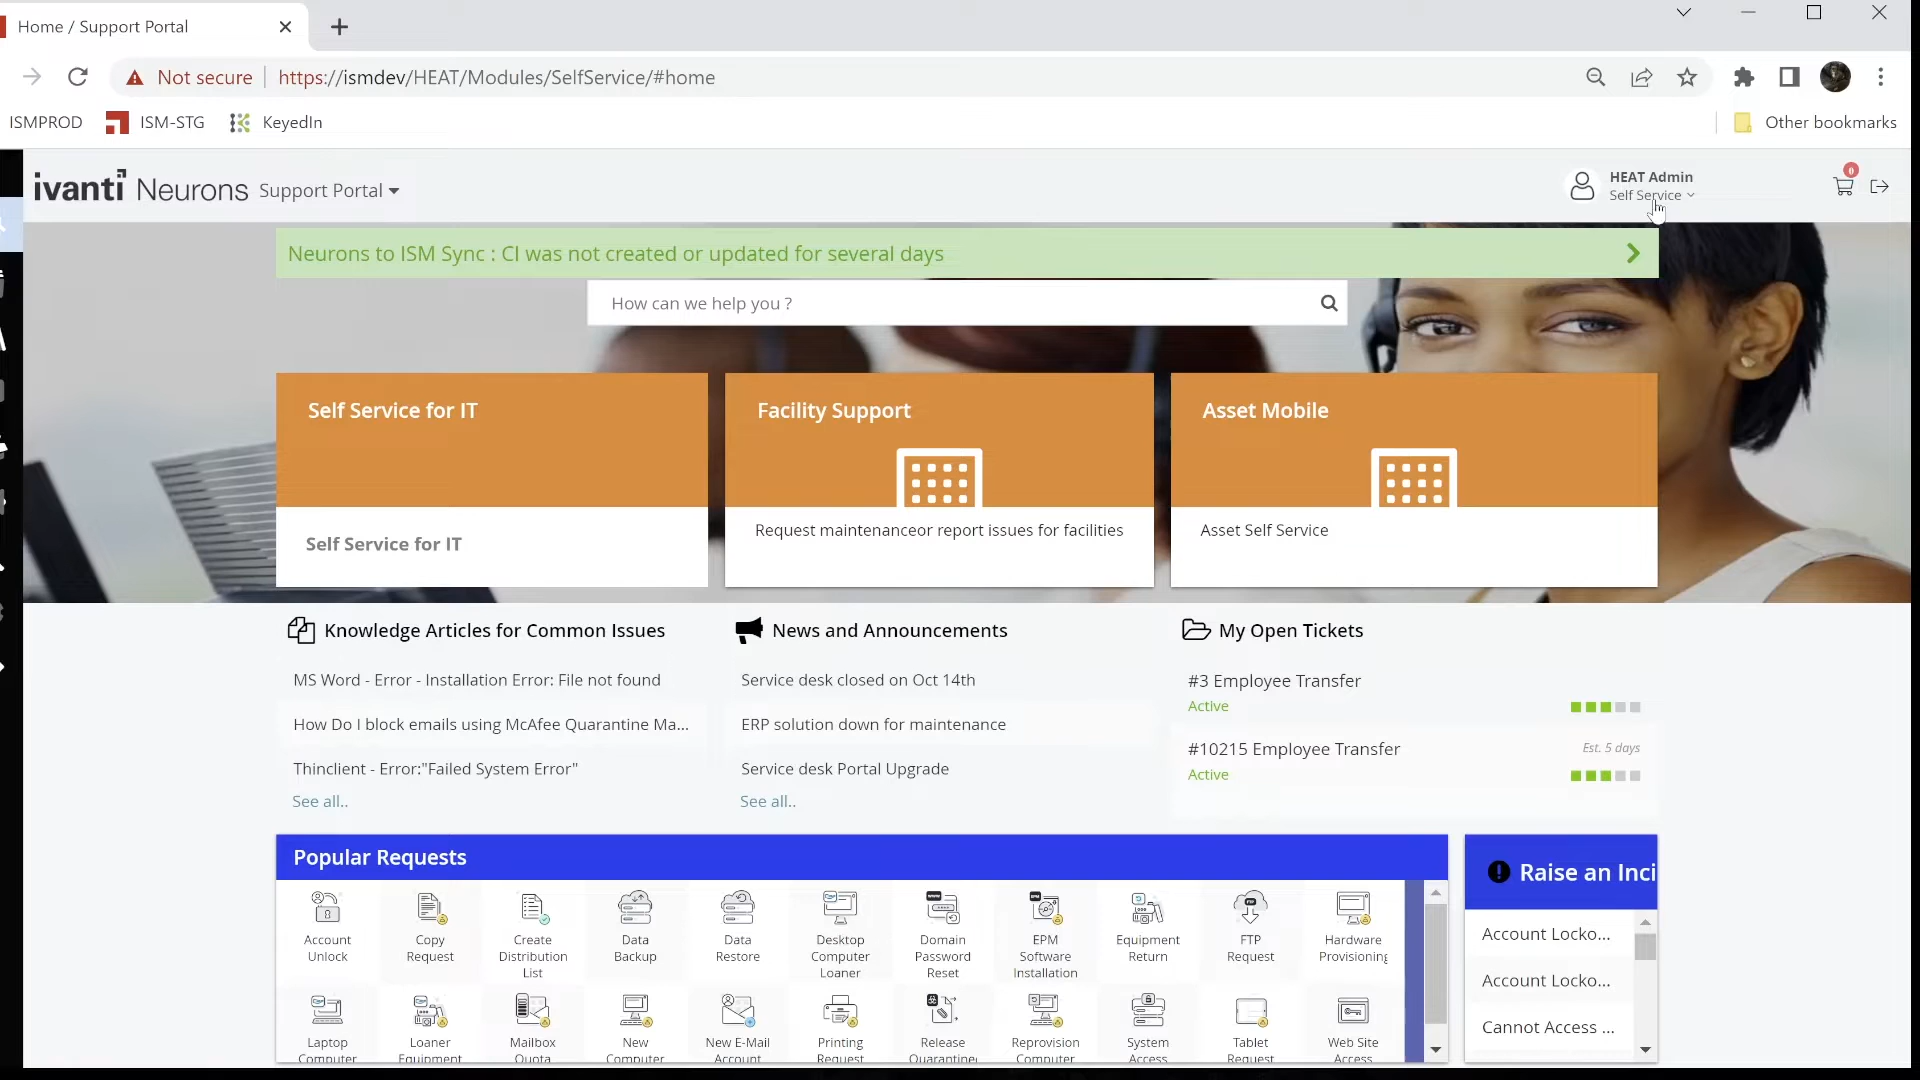 Home / Support Portal
Not secure
https://ismdev/HEAT/Modules/SelfService/#home
ISMPROD
ISM-STG
KeyedIn
Other bookmarks
ivanti Neurons Support Portal
HEAT Admin
Self Service
0
Neurons to ISM Sync : CI was not created or updated for several days
How can we help you ?
Self Service for IT
Self Service for IT
Facility Support
Request maintenanceor report issues for facilities
Asset Mobile
Asset Self Service
Knowledge Articles for Common Issues
MS Word - Error - Installation Error: File not found
How Do I block emails using McAfee Quarantine Ma...
Thinclient - Error:"Failed System Error"
See all..
News and Announcements
Service desk closed on Oct 14th
ERP solution down for maintenance
Service desk Portal Upgrade
See all..
My Open Tickets
#3 Employee Transfer
Active
#10215 Employee Transfer
Est. 5 days
Active
Popular Requests
Account
Unlock
Copy
Request
Create
Distribution
List
Data
Backup
Data
Restore
Desktop
Computer
Loaner
Domain
Password
Reset
EPM
Software
Installation
Equipment
Return
FTP
Request
Hardware
Provisioning
Laptop
Computer
Loaner
Equipment
Mailbox
Quota
New
Computer
New E-Mail
Account
Printing
Request
Release
Quarantine
Reprovision
Computer
System
Access
Tablet
Request
Web Site
Access
Raise an Inci
Account Locko...
Account Locko...
Cannot Access ...